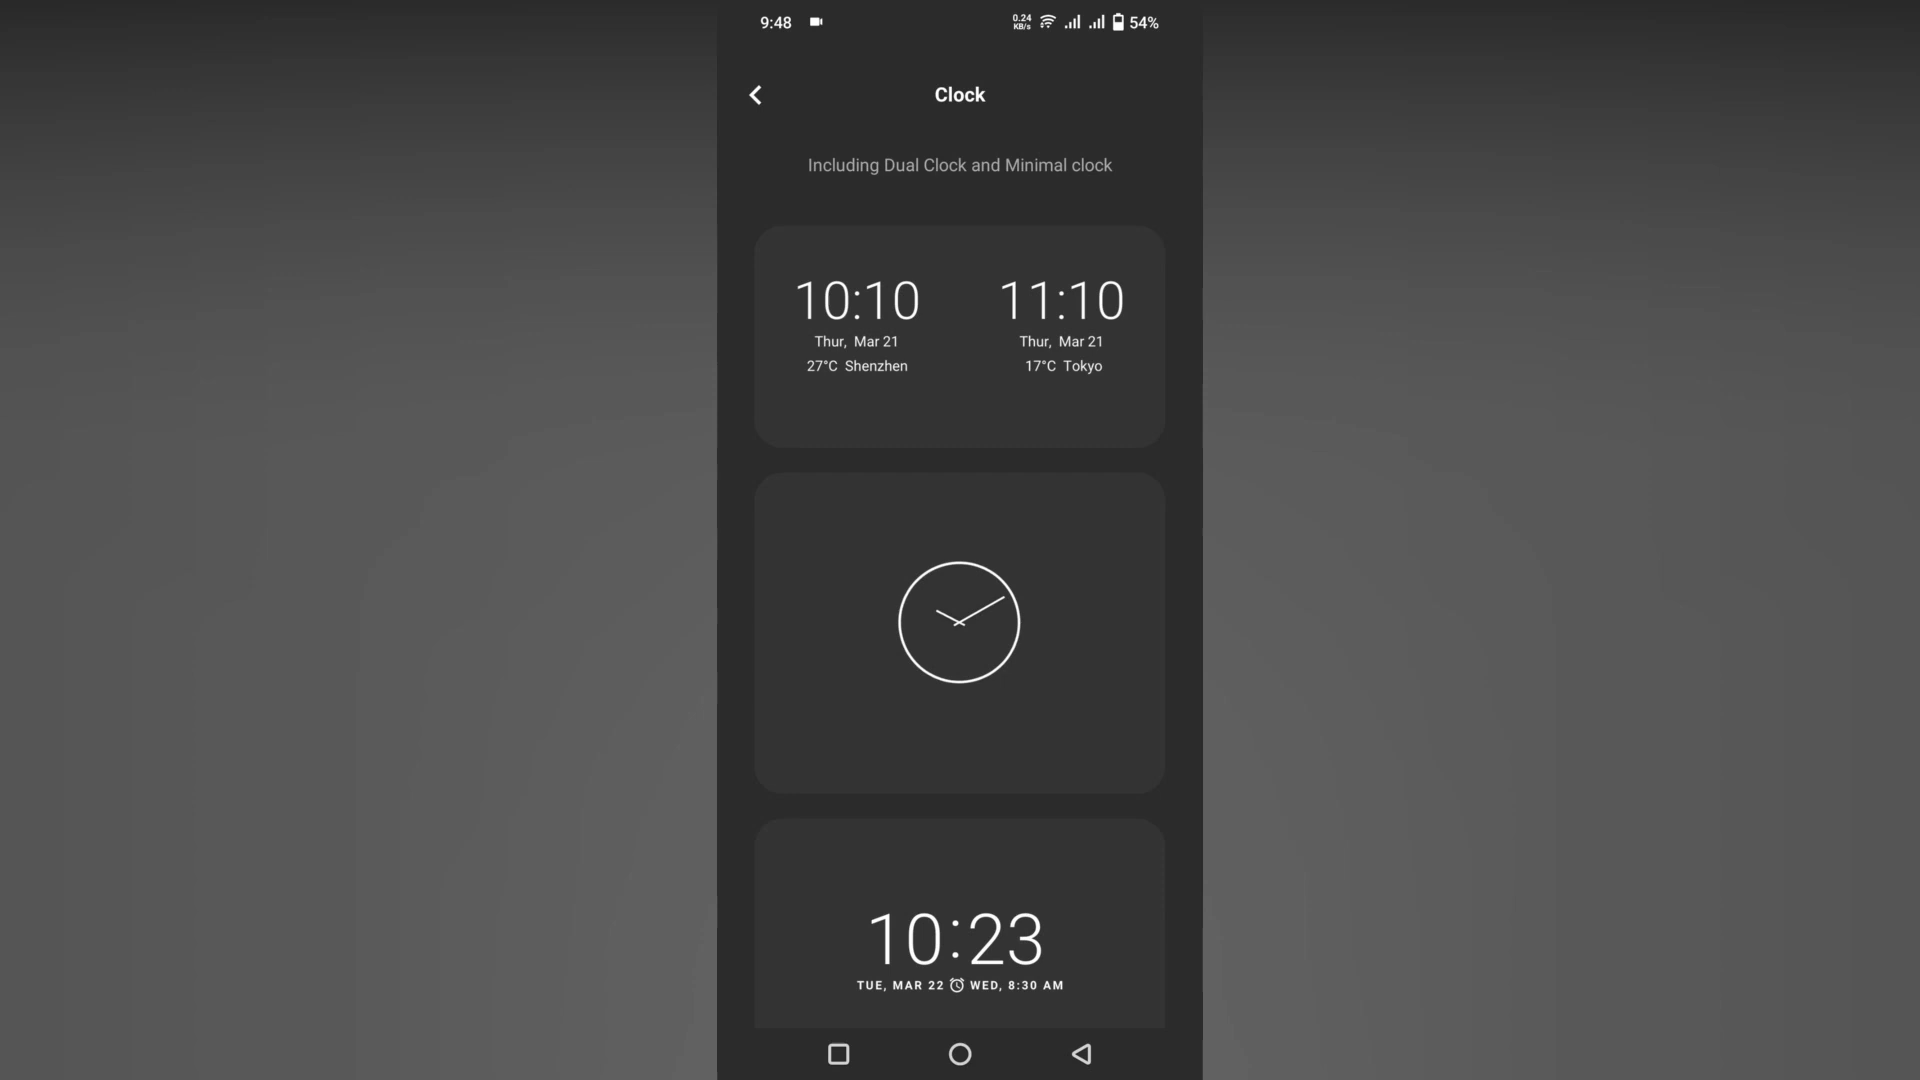 9:48
0.24
KB/s
54%
Clock
Including Dual Clock and Minimal clock
10:10
Thur, Mar 21
27°C Shenzhen
11:10
Thur, Mar 21
17°C Tokyo
10:23
TUE, MAR 22 WED, 8:30 AM